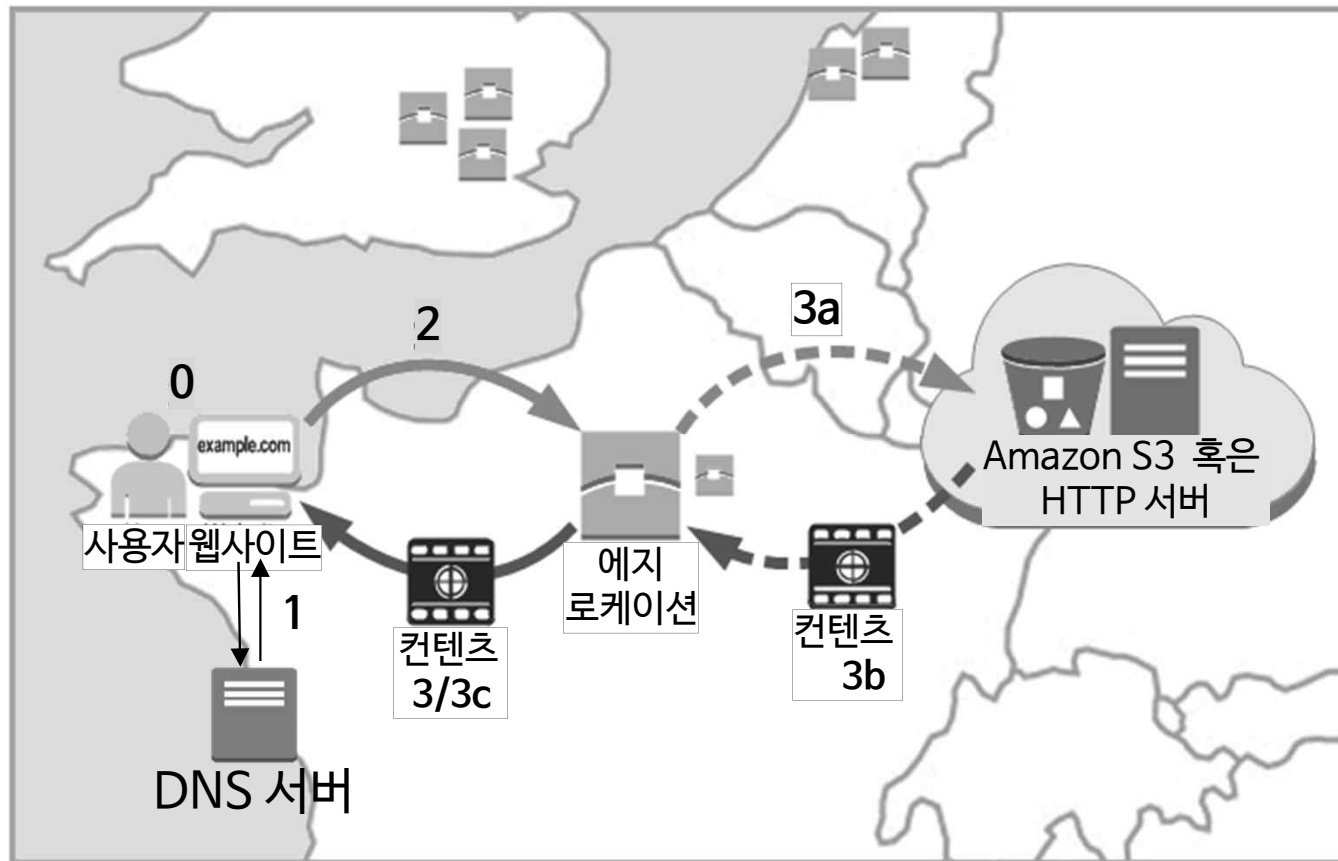 2
3a
0
example.com
사용자
웹사이트
1
DNS 서버
컨텐츠
3/3c
에지
로케이션
컨텐츠
3b
Amazon S3 혹은
HTTP 서버